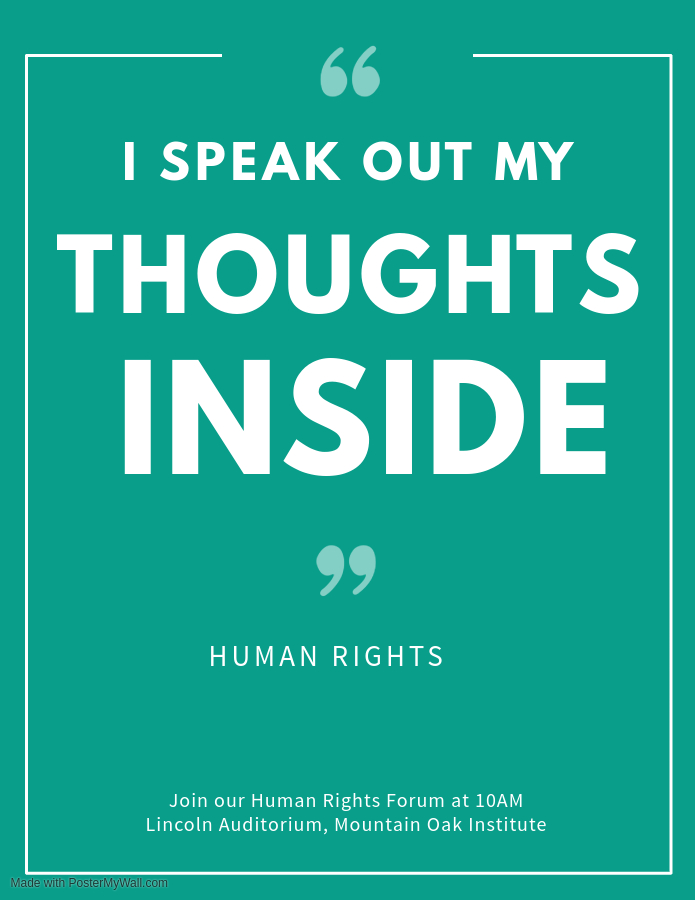 “
I SPEAK OUT MY
THOUGHTS
INSIDE
”
HUMAN RIGHTS
Join our Human Rights Forum at 10AM
Lincoln Auditorium, Mountain Oak Institute
Made with PosterMyWall.com